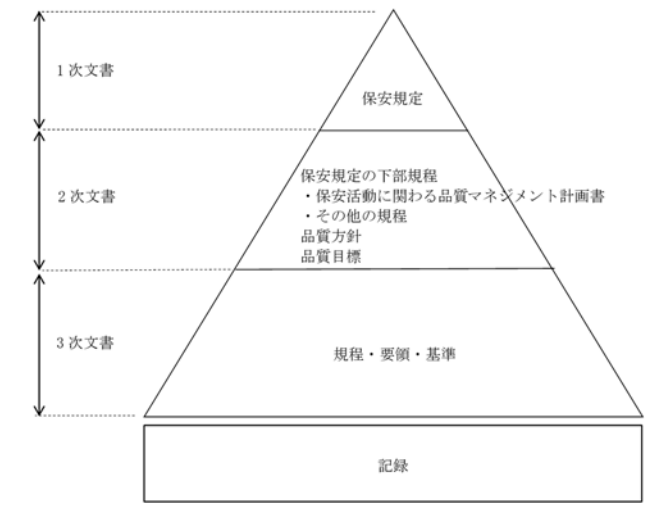 1次文書
保安規定
2次文書
保安規定の下部規程
・保安活動に関わる品質マネジメント計画書
・その他の規程
品質方針
品質目標
3次文書
規程・要領・基準
記録